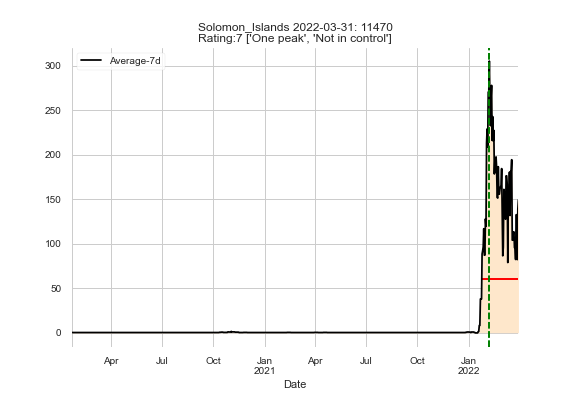 Solomon_Islands 2022-03-31: 11470
Rating:7 ['One peak', 'Not in control']
Average-7d
300
250
200
150
100
50
0
Apr
Jul
Oct
Jan
2021
Apr
Jul
Oct
Jan
2022
Date